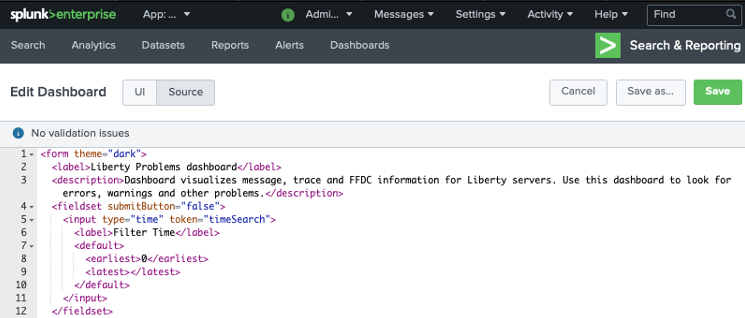 splunk>enterprise App: ... Admi... Messages Settings Activity Help Find
Search Analytics Datasets Reports Alerts Dashboards Search & Reporting
Edit Dashboard UI Source Cancel Save as... Save
No validation issues
1 <form theme="dark">
2 <label>Liberty Problems dashboard</label>
3 <description>Dashboard visualizes message, trace and FFDC information for Liberty servers. Use this dashboard to look for
errors, warnings and other problems.</description>
4 <fieldset submitButton="false">
5 <input type="time" token="timeSearch">
6 <label>Filter Time</label>
7 <default>
8 <earliest>0</earliest>
9 <latest></latest>
10 </default>
11 </input>
12 </fieldset>